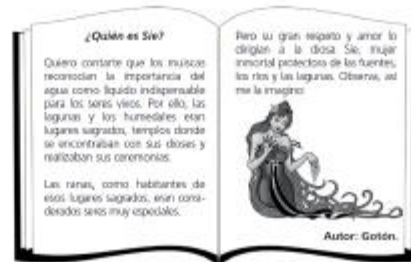 ¿Quién es Sie?
Quiero contarte que los muiscas
reconocían la importancia del
agua como líquido indispensable
para los seres vivos. Por ello, las
lagunas y los humedales eran
lugares sagrados, templos donde
se encontraban con sus dioses y
realizaban sus ceremonias.
Las ranas, como habitantes de
esos lugares sagrados, eran consi-
derados seres muy especiales.
Pero su gran respeto y amor lo
dirigían a la diosa Sie, mujer
inmortal protectora de las fuentes,
los ríos y las lagunas. Observa, así
me la imagino:
Autor: Gotón.